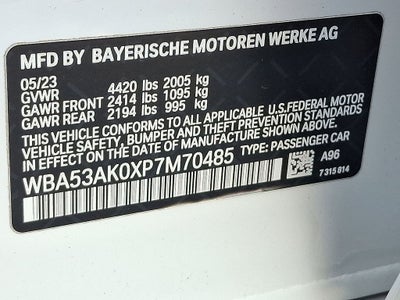 MFD BY BAYERISCHE MOTOREN WERKE AG
05/23
GVWR 4420 lbs 2005 kg
GAWR FRONT 2414 lbs 1095 kg
GAWR REAR 2194 lbs 995 kg
THIS VEHICLE CONFORMS TO ALL APPLICABLE U.S. FEDERAL MOTOR
VEHICLE SAFETY, BUMPER, AND THEFT PREVENTION STANDARDS
IN EFFECT ON THE DATE OF MANUFACTURE SHOWN ABOVE.
WBA53AK0XP7M70485 TYPE: PASSENGER CAR
A96
7 315 814